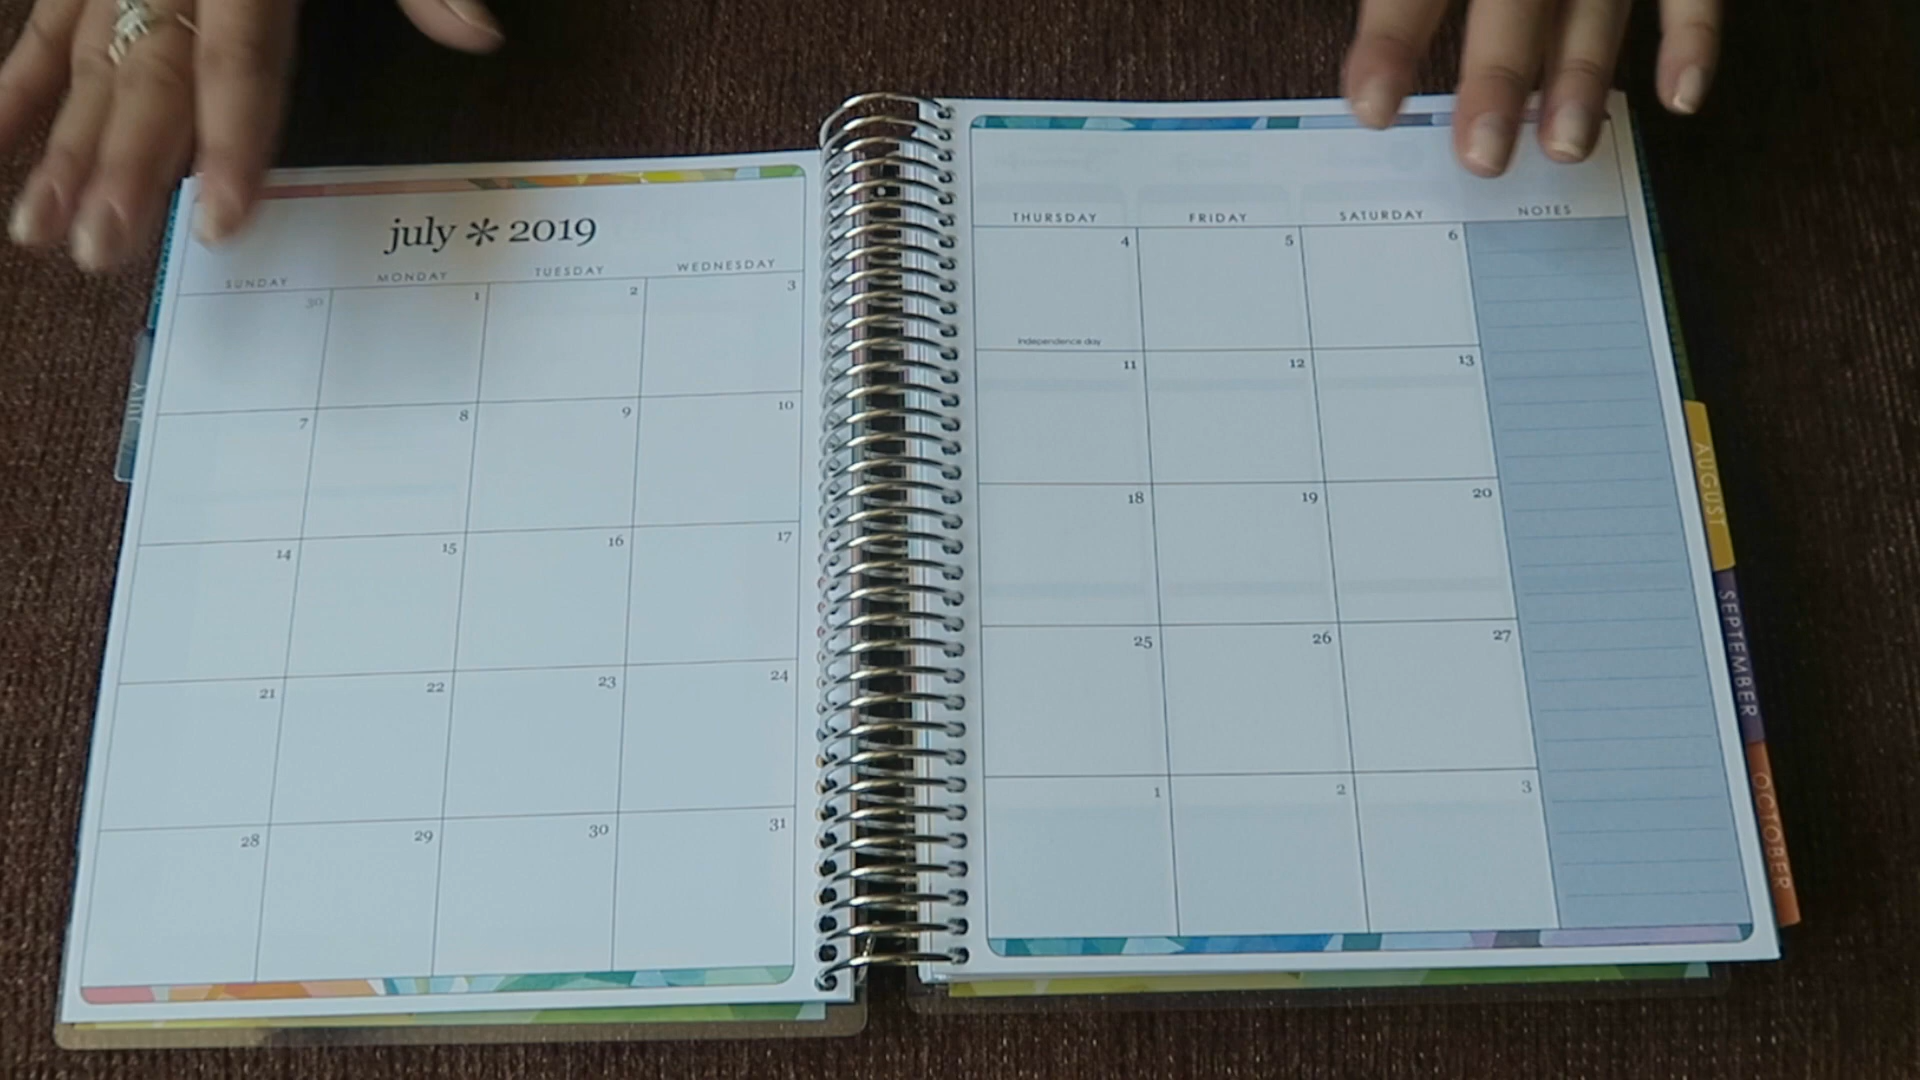 july * 2019
SUNDAY MONDAY TUESDAY WEDNESDAY
30 1 2 3
7 8 9 10
14 15 16 17
21 22 23 24
28 29 30 31
JULY
THURSDAY FRIDAY SATURDAY NOTES
4 5 6
Independence day
11 12 13
18 19 20
25 26 27
1 2 3
AUGUST
SEPTEMBER
OCTOBER